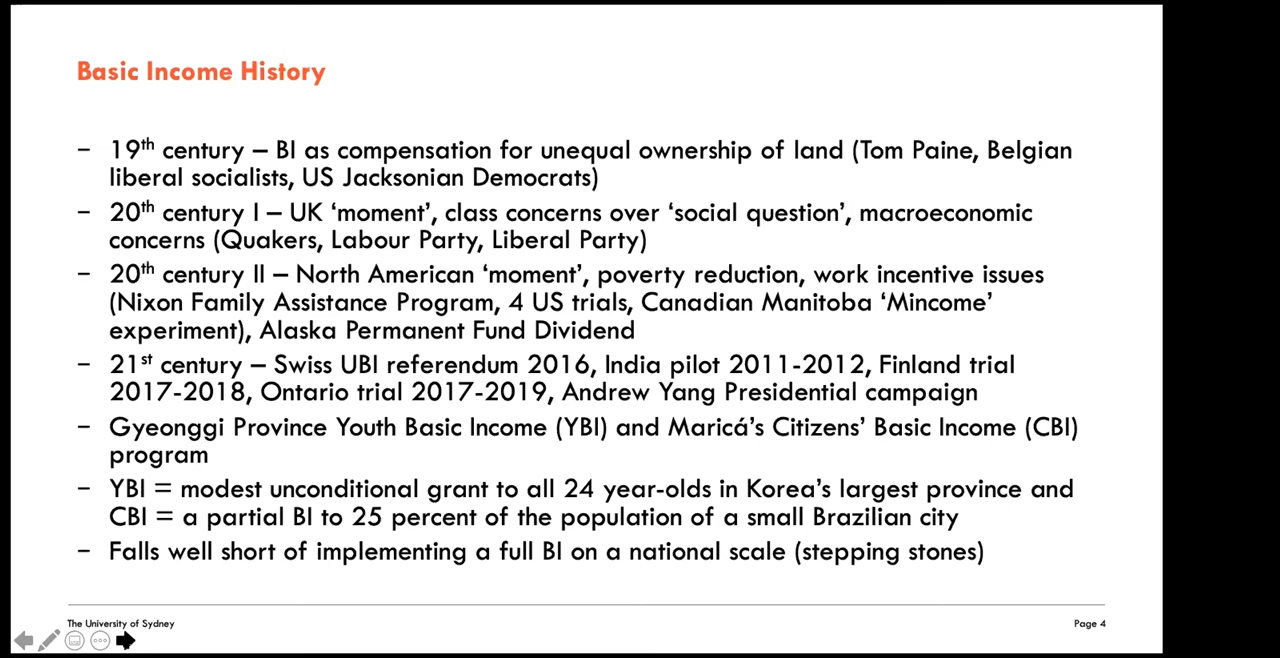 Basic Income History
– 19th century – BI as compensation for unequal ownership of land (Tom Paine, Belgian
liberal socialists, US Jacksonian Democrats)
– 20th century I – UK ‘moment’, class concerns over ‘social question’, macroeconomic
concerns (Quakers, Labour Party, Liberal Party)
– 20th century II – North American ‘moment’, poverty reduction, work incentive issues
(Nixon Family Assistance Program, 4 US trials, Canadian Manitoba ‘Mincome’
experiment), Alaska Permanent Fund Dividend
– 21st century – Swiss UBI referendum 2016, India pilot 2011-2012, Finland trial
2017-2018, Ontario trial 2017-2019, Andrew Yang Presidential campaign
– Gyeonggi Province Youth Basic Income (YBI) and Maricá’s Citizens’ Basic Income (CBI)
program
– YBI = modest unconditional grant to all 24 year-olds in Korea’s largest province and
CBI = a partial BI to 25 percent of the population of a small Brazilian city
– Falls well short of implementing a full BI on a national scale (stepping stones)
The University of Sydney
Page 4